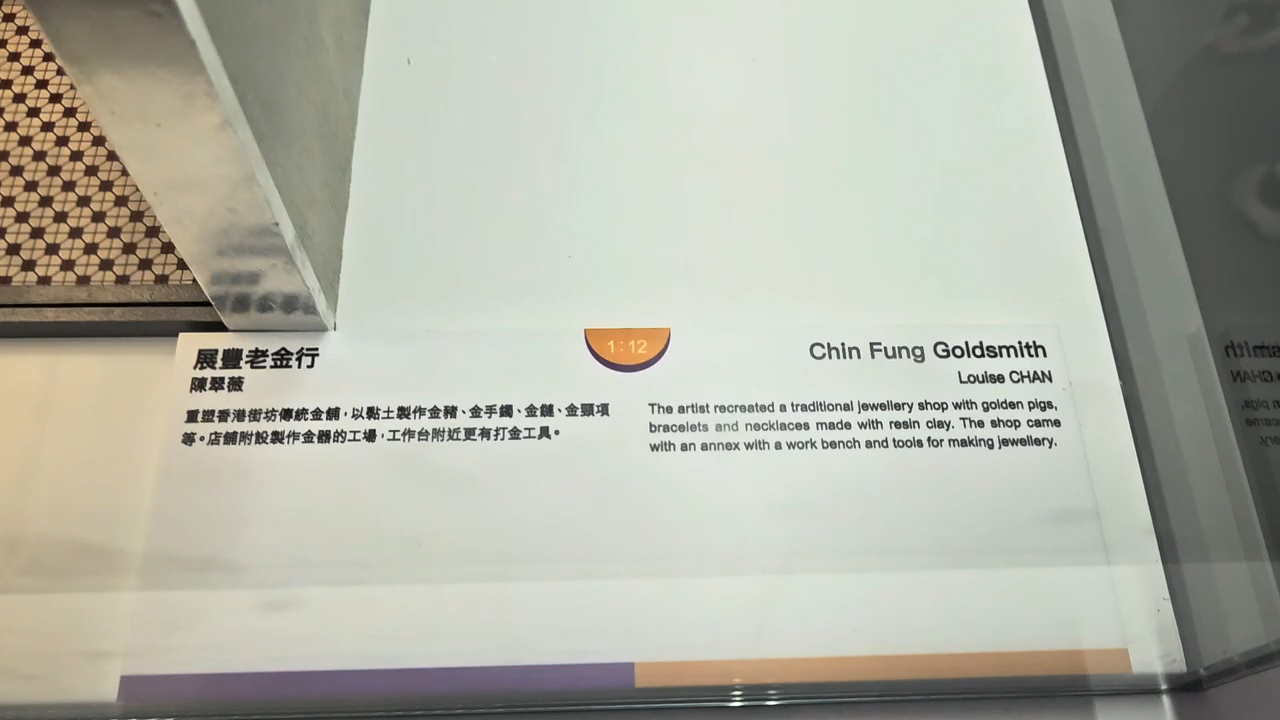 展豐老金行
陳翠薇
重塑香港街坊傳統金舖，以黏土製作金豬、金手鐲、金鏈、金頸項
等。店舖附設製作金器的工場，工作台附近更有打金工具。
1:12
Chin Fung Goldsmith
Louise CHAN
The artist recreated a traditional jewellery shop with golden pigs,
bracelets and necklaces made with resin clay. The shop came
with an annex with a work bench and tools for making jewellery.